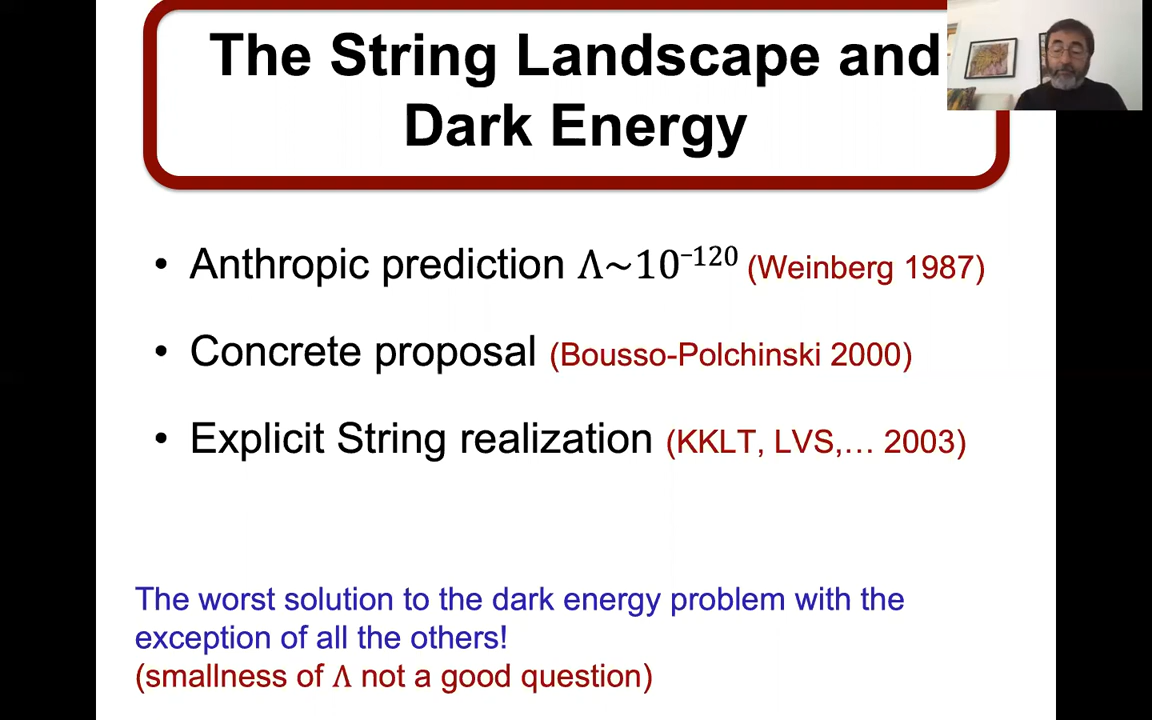 The String Landscape and
Dark Energy
• Anthropic prediction Λ~10⁻¹²⁰ (Weinberg 1987)
• Concrete proposal (Bousso-Polchinski 2000)
• Explicit String realization (KKLT, LVS,… 2003)
The worst solution to the dark energy problem with the
exception of all the others!
(smallness of Λ not a good question)